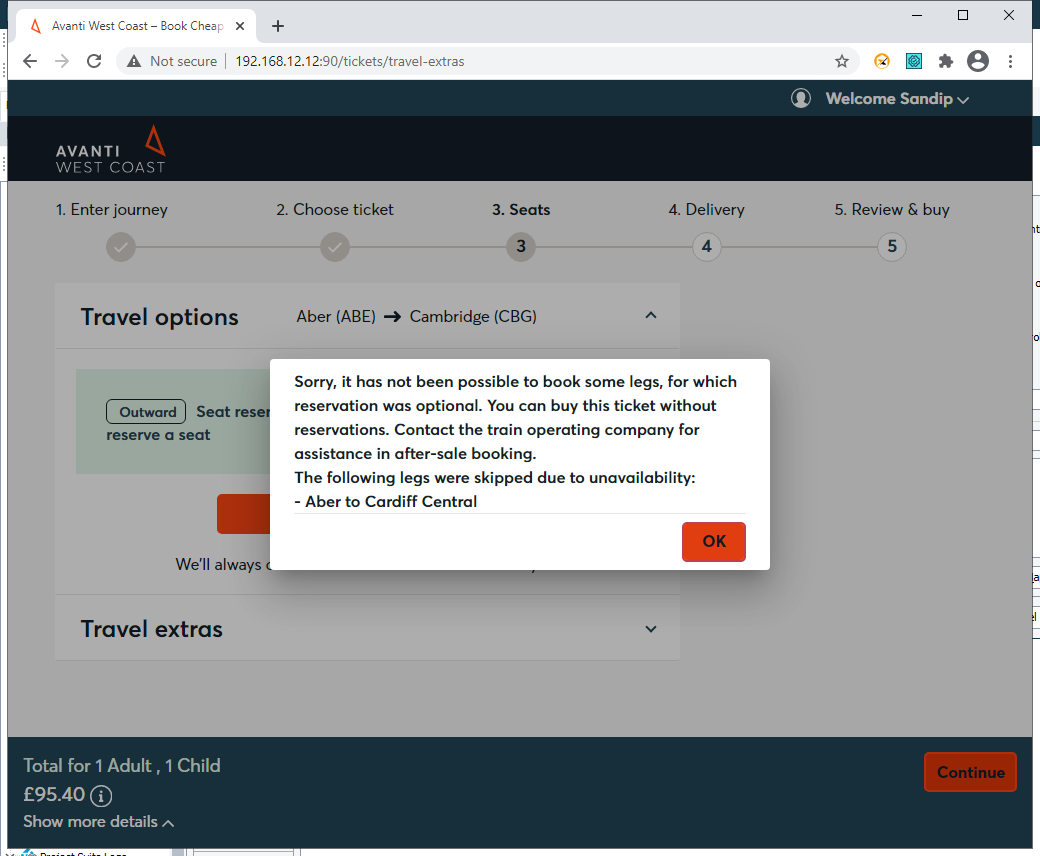 Avanti West Coast – Book Cheap
Not secure
192.168.12.12:90/tickets/travel-extras
Welcome Sandip
AVANTI
WEST COAST
1. Enter journey
2. Choose ticket
3. Seats
4. Delivery
5. Review & buy
3
4
5
Travel options
Aber (ABE)
Cambridge (CBG)
Outward
Seat reser
reserve a seat
Sorry, it has not been possible to book some legs, for which
reservation was optional. You can buy this ticket without
reservations. Contact the train operating company for
assistance in after-sale booking.
The following legs were skipped due to unavailability:
- Aber to Cardiff Central
OK
We'll always
Travel extras
Total for 1 Adult , 1 Child
£95.40
Show more details
Continue